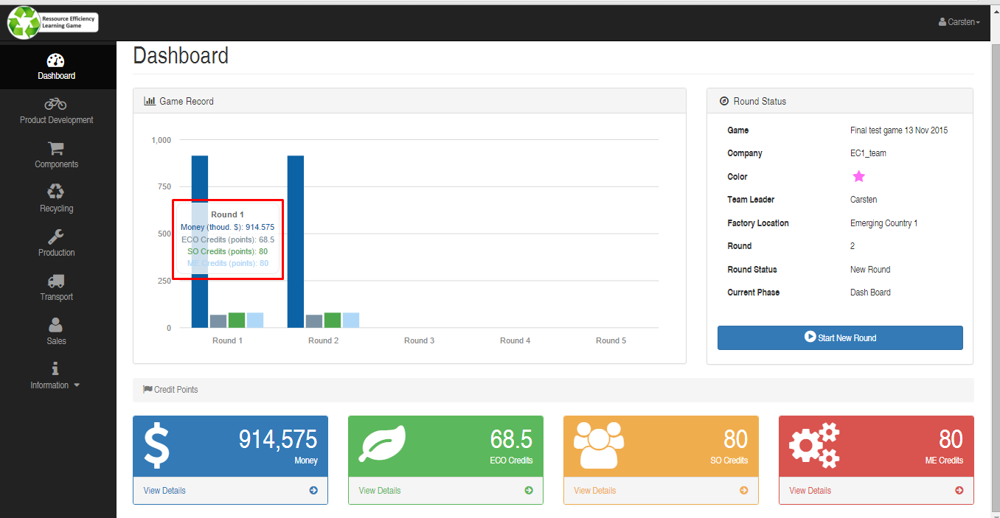 Ressource Efficiency
Learning Game
Carsten
Dashboard
Product Development
Components
Recycling
Production
Transport
Sales
Information
Dashboard
Game Record
1,000
750
500
250
0
Round 1
Money (thoud. $): 914.575
ECO Credits (points): 68.5
SO Credits (points): 80
ME Credits (points): 80
Round 1 Round 2 Round 3 Round 4 Round 5
Round Status
Game Final test game 13 Nov 2015
Company EC1_team
Color
Team Leader Carsten
Factory Location Emerging Country 1
Round 2
Round Status New Round
Current Phase Dash Board
Start New Round
Credit Points
914,575
Money
View Details
68.5
ECO Credits
View Details
80
SO Credits
View Details
80
ME Credits
View Details